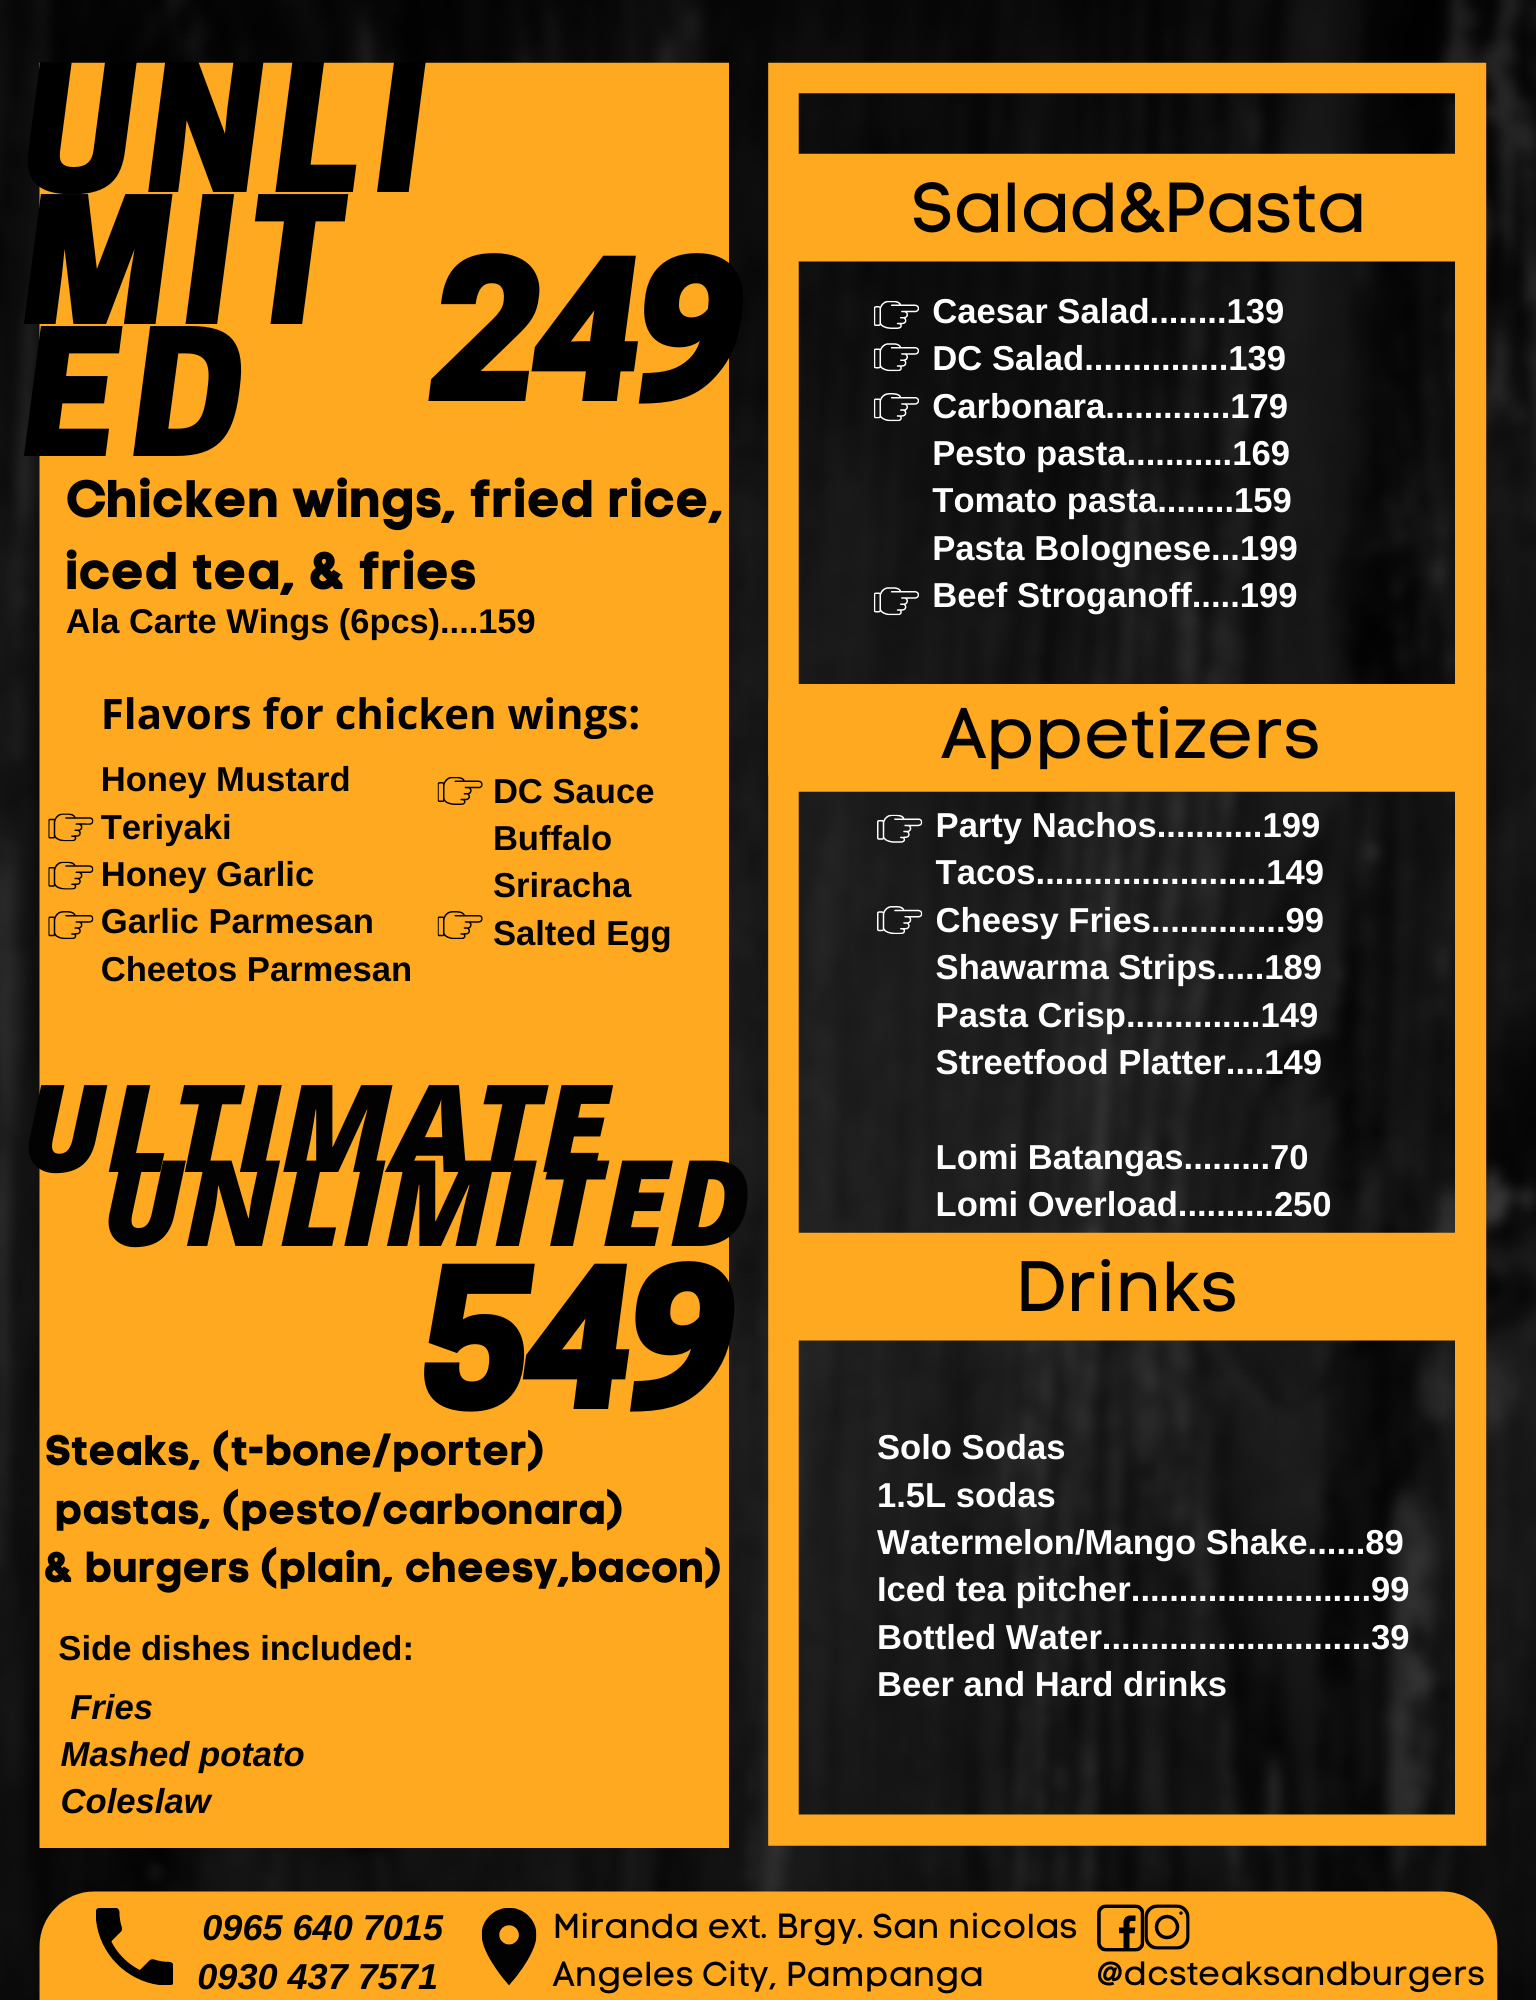 UNLI
MIT
ED
249
Chicken wings, fried rice,
iced tea, & fries
Ala Carte Wings (6pcs)....159
Flavors for chicken wings:
Honey Mustard
Teriyaki
Honey Garlic
Garlic Parmesan
Cheetos Parmesan
DC Sauce
Buffalo
Sriracha
Salted Egg
ULTIMATE
UNLIMITED
549
Steaks, (t-bone/porter)
pastas, (pesto/carbonara)
& burgers (plain, cheesy,bacon)
Side dishes included:
Fries
Mashed potato
Coleslaw
Salad&Pasta
Caesar Salad........139
DC Salad...............139
Carbonara.............179
Pesto pasta...........169
Tomato pasta........159
Pasta Bolognese...199
Beef Stroganoff.....199
Appetizers
Party Nachos...........199
Tacos........................149
Cheesy Fries..............99
Shawarma Strips.....189
Pasta Crisp..............149
Streetfood Platter....149
Lomi Batangas.........70
Lomi Overload..........250
Drinks
Solo Sodas
1.5L sodas
Watermelon/Mango Shake......89
Iced tea pitcher.........................99
Bottled Water............................39
Beer and Hard drinks
0965 640 7015
0930 437 7571
Miranda ext. Brgy. San nicolas
Angeles City, Pampanga
@dcsteaksandburgers